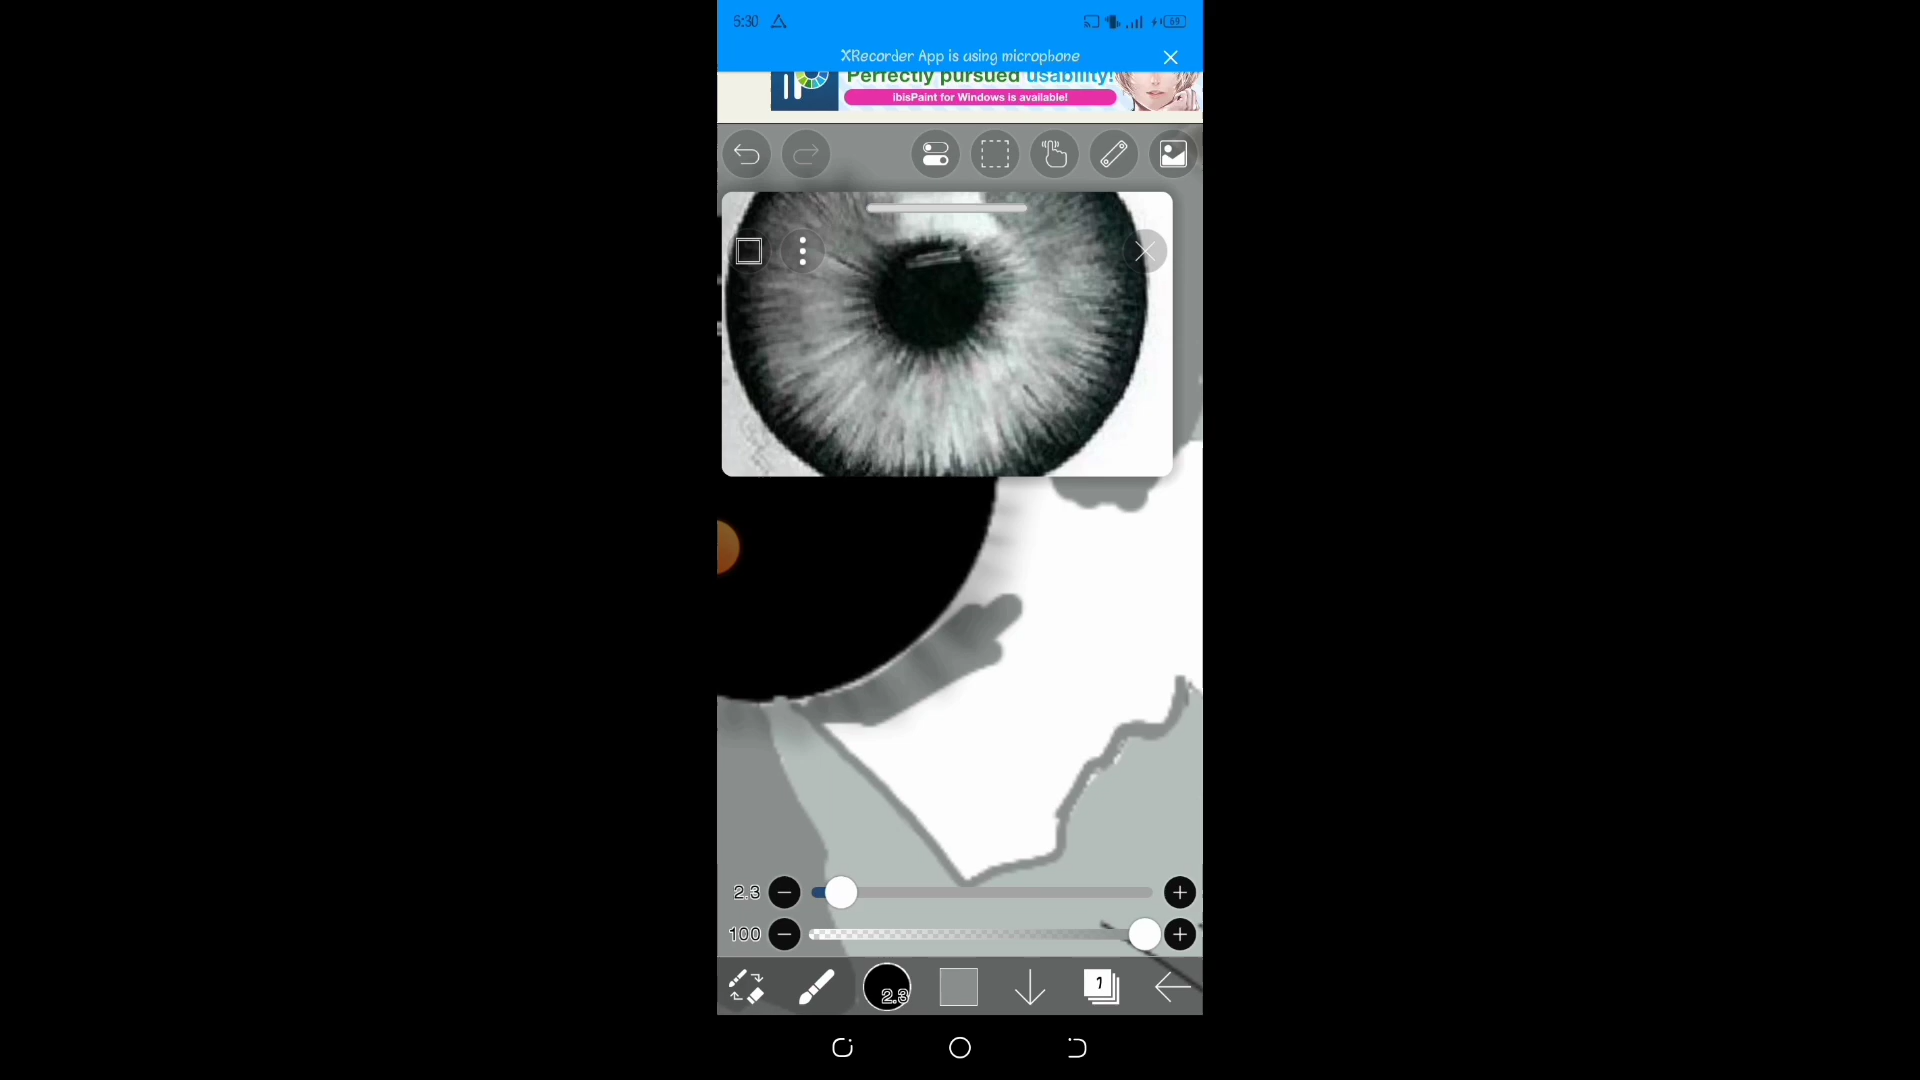 5:30
69
XRecorder App is using microphone
Perfectly pursued usability!
ibisPaint for Windows is available!
2.3
100
2.3
1